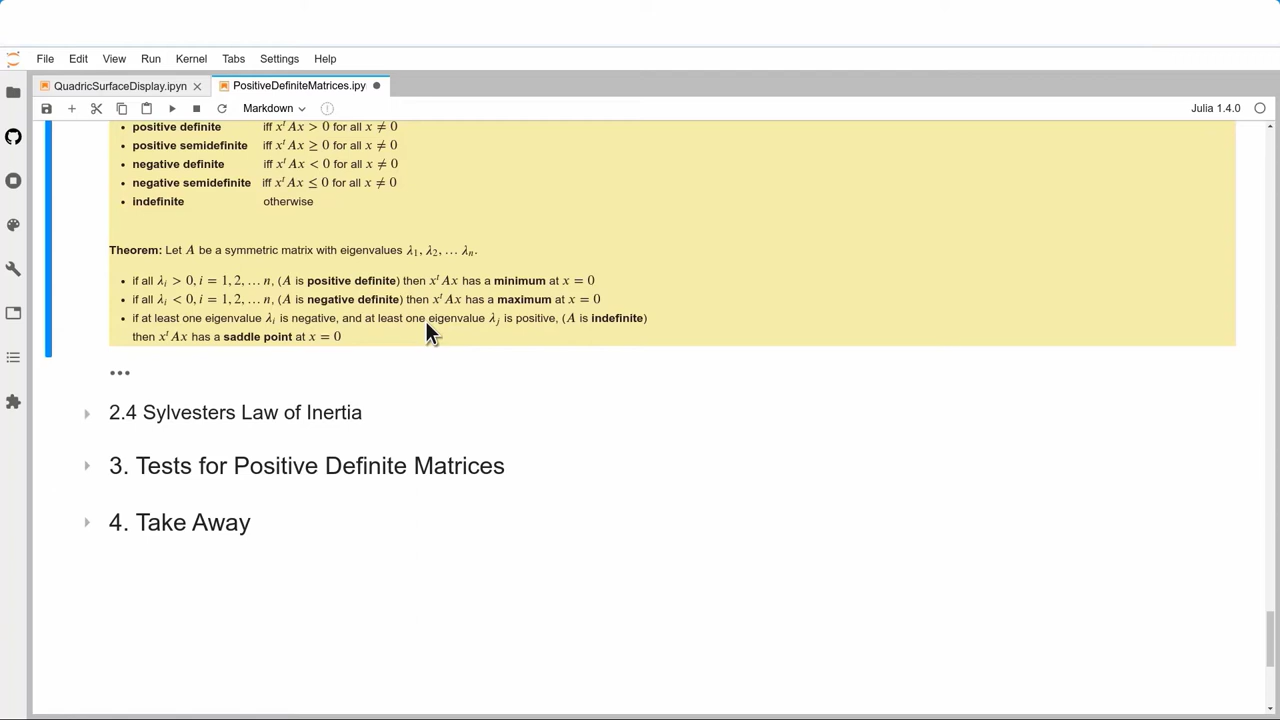 File Edit View Run Kernel Tabs Settings Help
QuadricSurfaceDisplay.ipyn PositiveDefiniteMatrices.ipy
Markdown Julia 1.4.0
• positive definite iff xᵗAx > 0 for all x ≠ 0
• positive semidefinite iff xᵗAx ≥ 0 for all x ≠ 0
• negative definite iff xᵗAx < 0 for all x ≠ 0
• negative semidefinite iff xᵗAx ≤ 0 for all x ≠ 0
• indefinite otherwise
Theorem: Let A be a symmetric matrix with eigenvalues λ₁, λ₂, … λₙ.
• if all λᵢ > 0, i = 1, 2, … n, (A is positive definite) then xᵗAx has a minimum at x = 0
• if all λᵢ < 0, i = 1, 2, … n, (A is negative definite) then xᵗAx has a maximum at x = 0
• if at least one eigenvalue λᵢ is negative, and at least one eigenvalue λⱼ is positive, (A is indefinite)
then xᵗAx has a saddle point at x = 0
•••
2.4 Sylvesters Law of Inertia
3. Tests for Positive Definite Matrices
4. Take Away